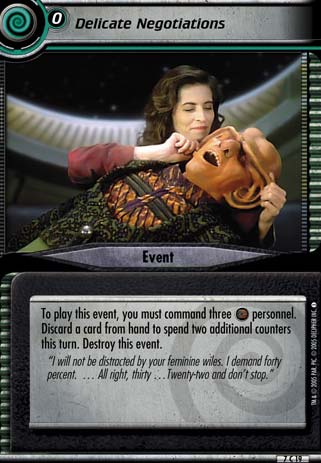 0 Delicate Negotiations
Event
To play this event, you must command three personnel.
Discard a card from hand to spend two additional counters
this turn. Destroy this event.
"I will not be distracted by your feminine wiles. I demand forty
percent. … All right, thirty …Twenty-two and don't stop."
TM & © 2005 PAR. PIC. © 2005 DECIPHER INC.
7 C 19